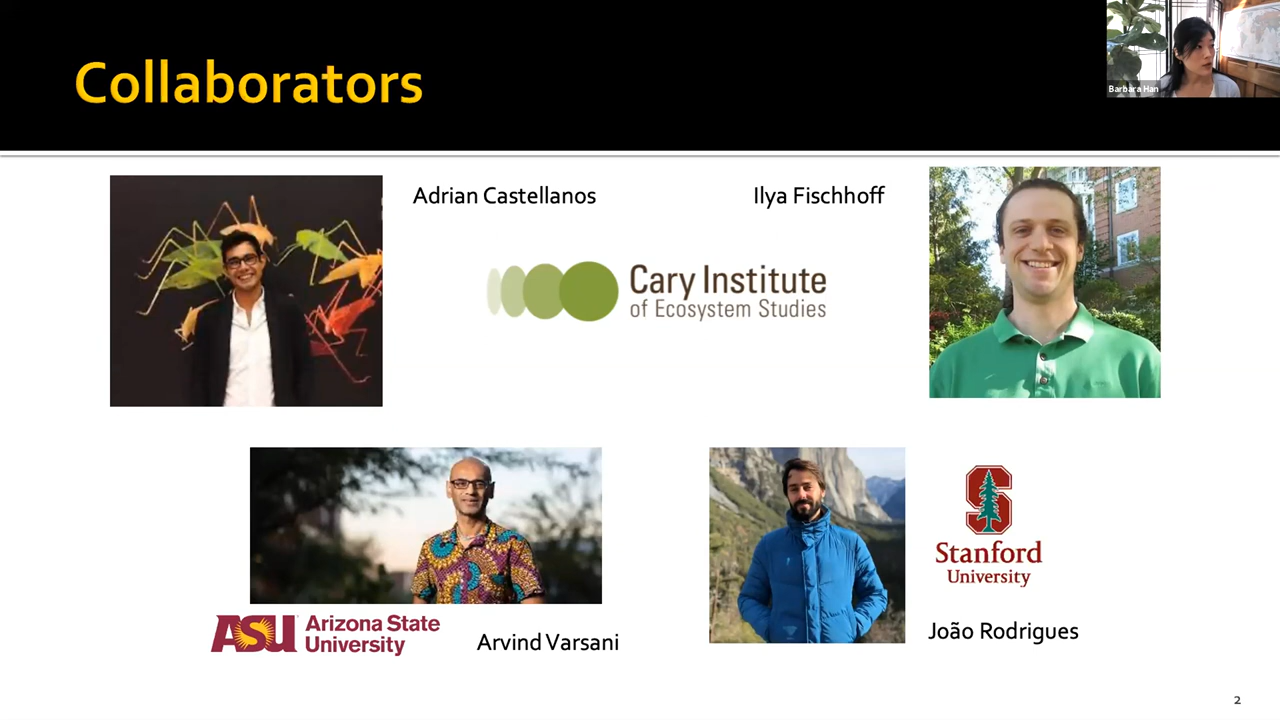 Collaborators
Barbara Han
Adrian Castellanos
Ilya Fischhoff
Cary Institute
of Ecosystem Studies
ASU Arizona State
University
Arvind Varsani
S
Stanford
University
João Rodrigues
2